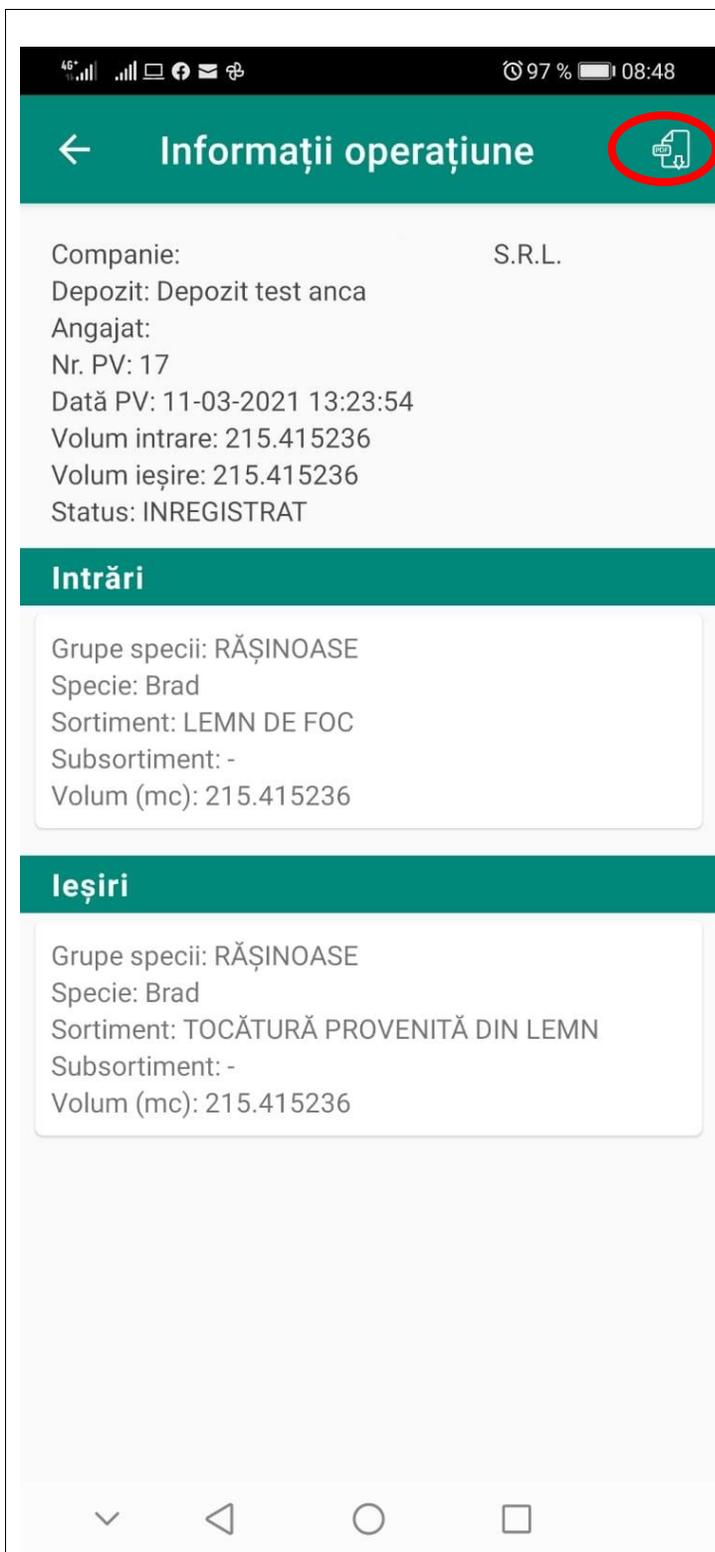 4G+ 97 % 08:48
Informații operațiune
PDF
Companie: S.R.L.
Depozit: Depozit test anca
Angajat:
Nr. PV: 17
Dată PV: 11-03-2021 13:23:54
Volum intrare: 215.415236
Volum ieșire: 215.415236
Status: INREGISTRAT
Intrări
Grupe specii: RĂȘINOASE
Specie: Brad
Sortiment: LEMN DE FOC
Subsortiment: -
Volum (mc): 215.415236
Ieșiri
Grupe specii: RĂȘINOASE
Specie: Brad
Sortiment: TOCĂTURĂ PROVENITĂ DIN LEMN
Subsortiment: -
Volum (mc): 215.415236